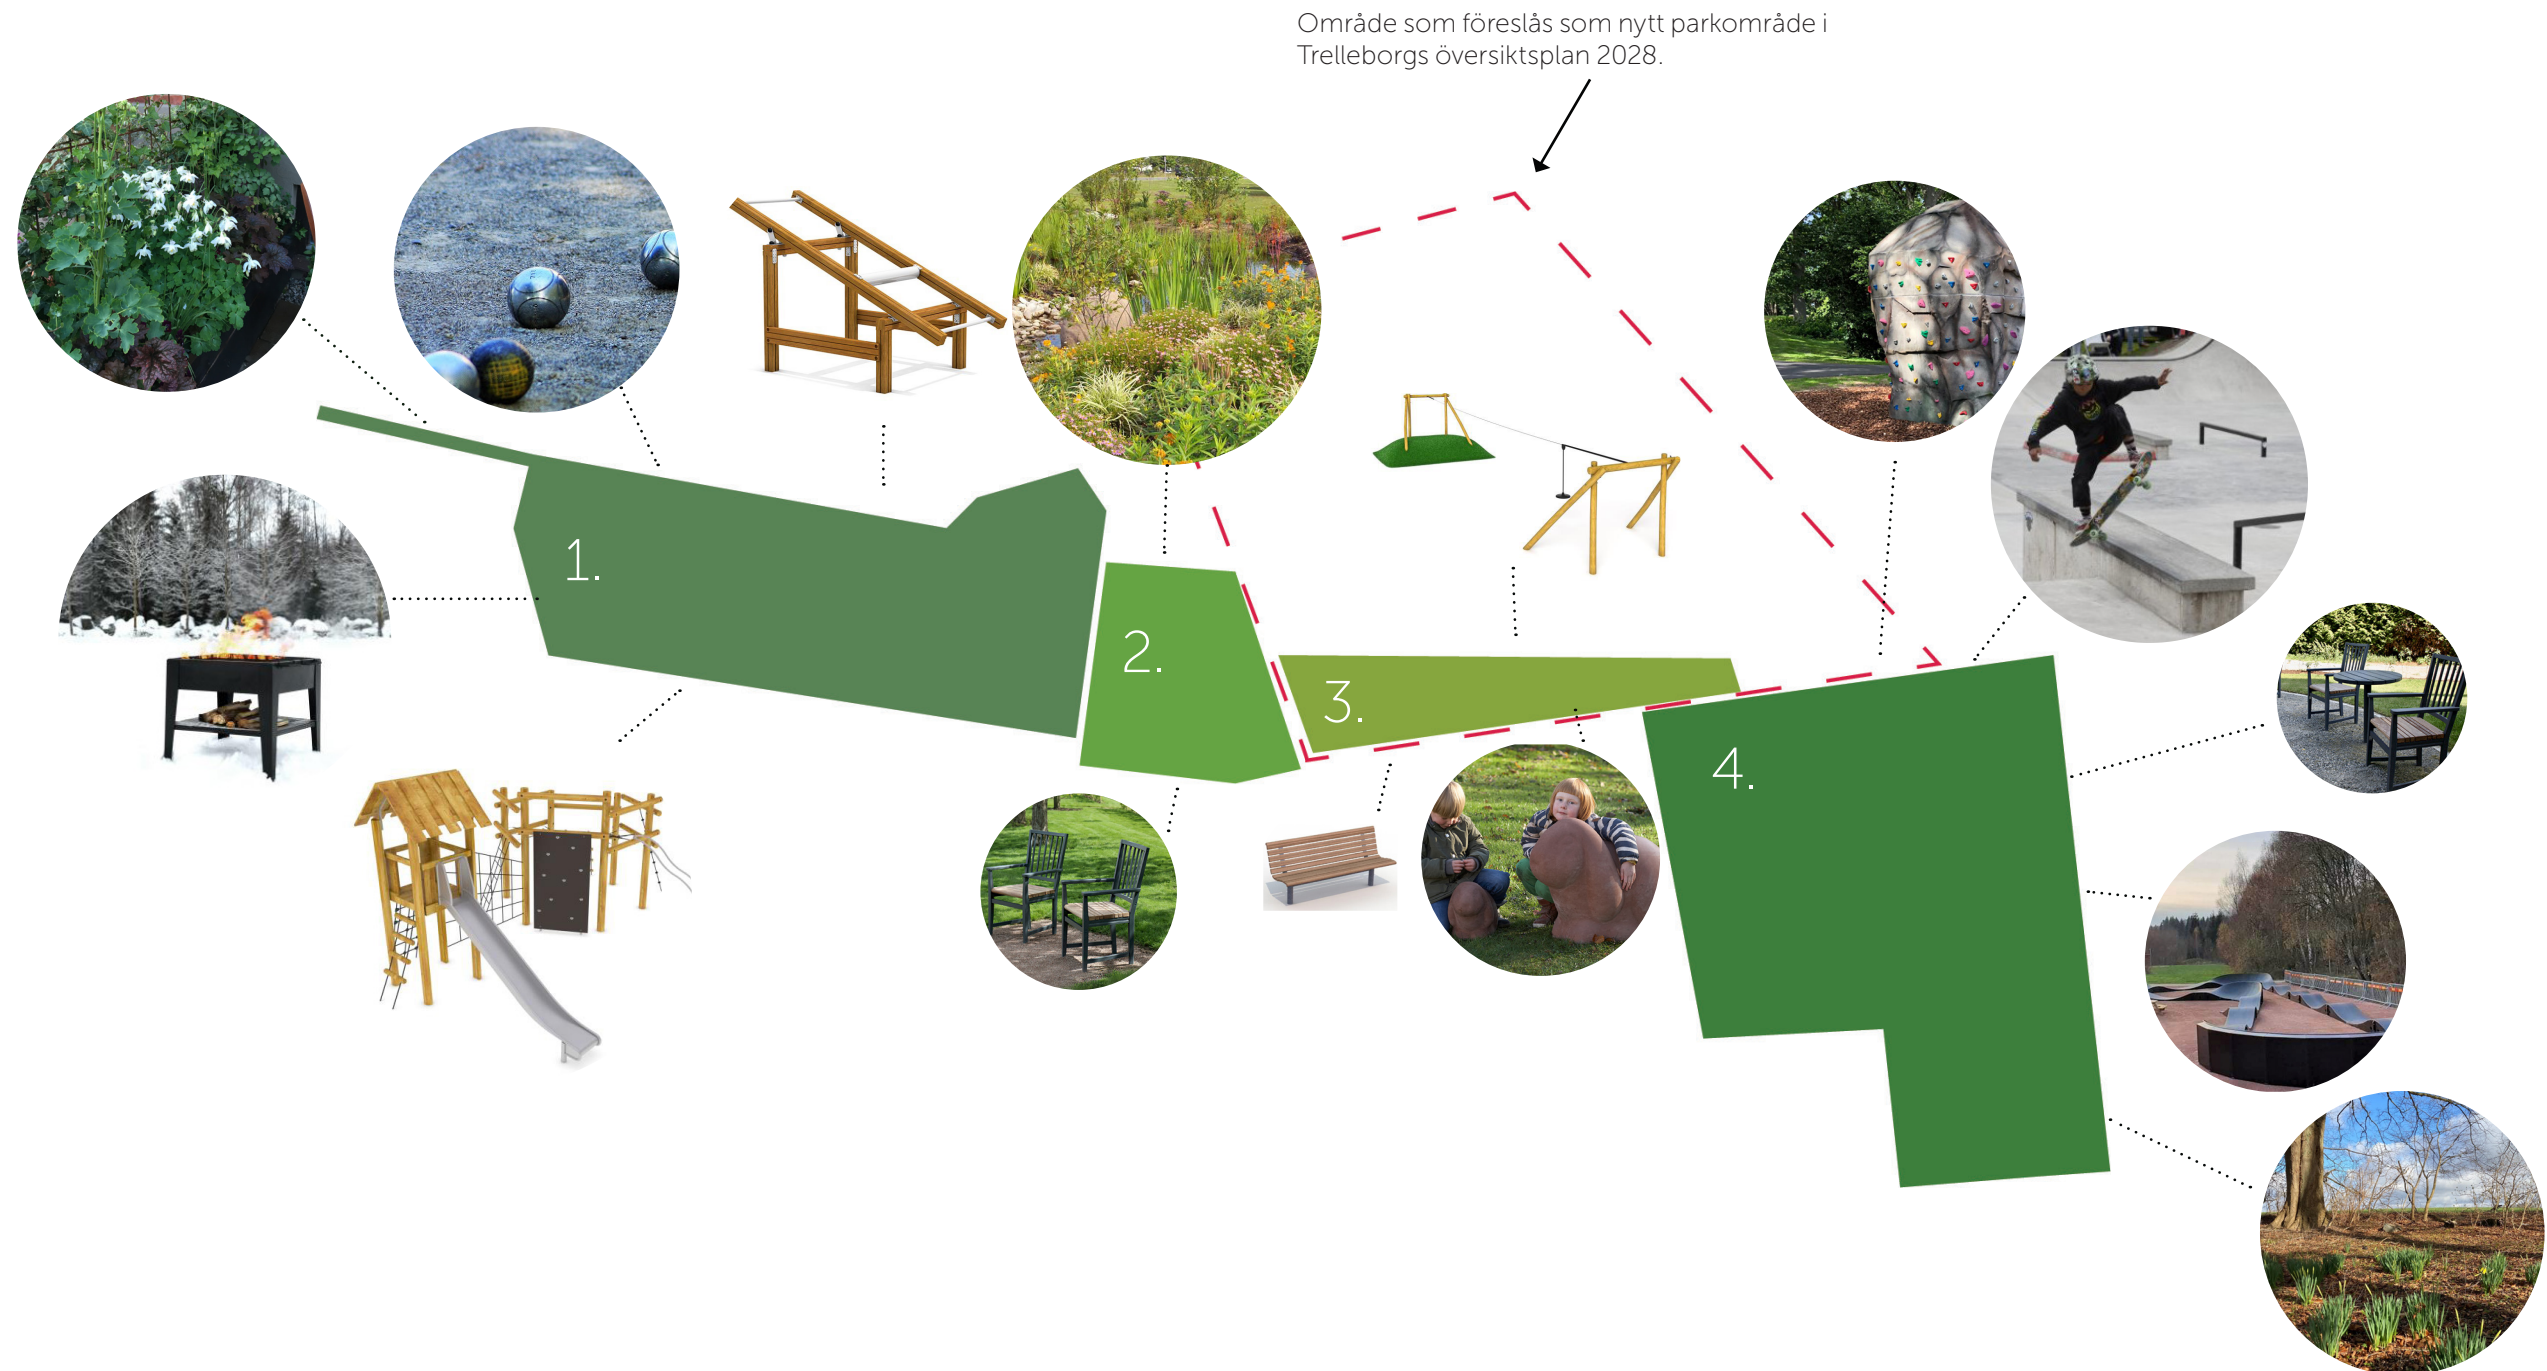 Område som föreslås som nytt parkområde i
Trelleborgs översiktsplan 2028.
1.
2.
3.
4.